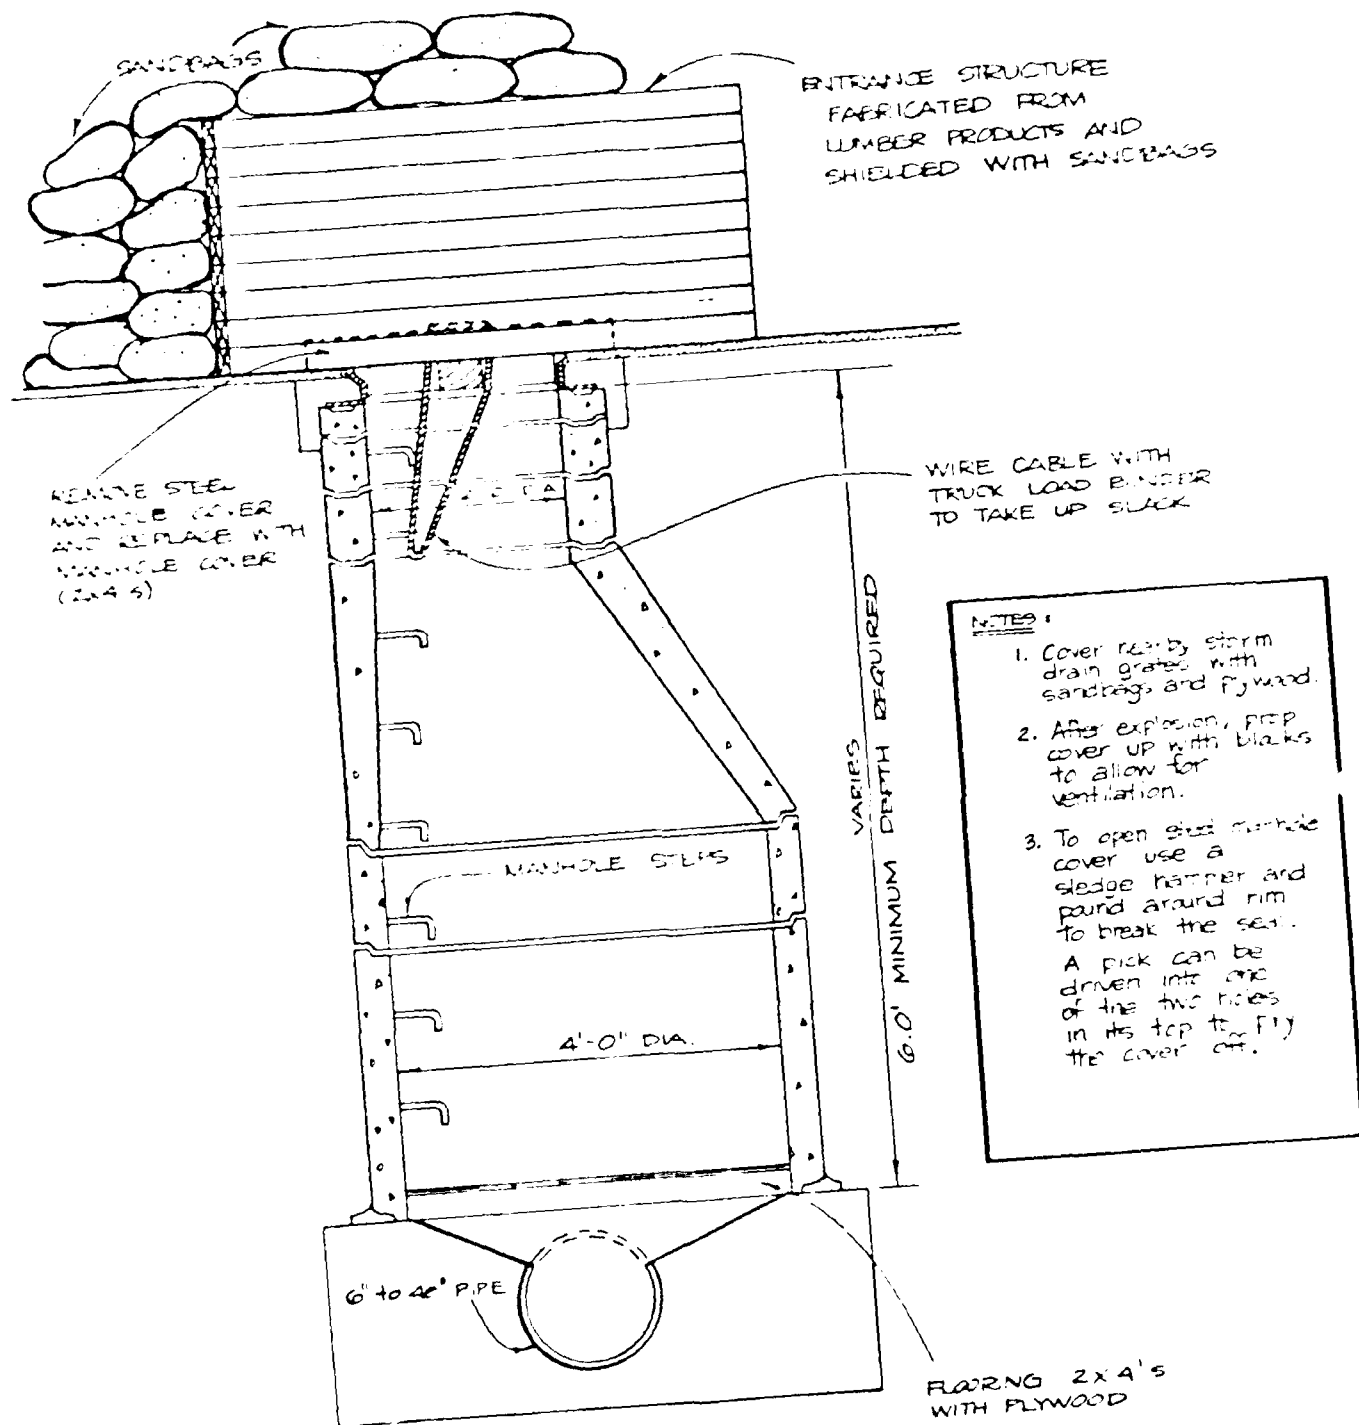 SANDBAGS
ENTRANCE STRUCTURE
FABRICATED FROM
LUMBER PRODUCTS AND
SHIELDED WITH SANDBAGS
REMOVE STEEL
MANHOLE COVER
AND REPLACE WITH
MANHOLE COVER
(2x4's)
DIA.
WIRE CABLE WITH
TRUCK LOAD BINDER
TO TAKE UP SLACK
VARIES
6.0' MINIMUM DEPTH REQUIRED
MANHOLE STEPS
4'-0" DIA.
6" to PIPE
FLOORING 2x4's
WITH PLYWOOD
NOTES:
1. Cover nearby storm
drain grates with
sandbags and plywood.
2. After explosion, prop
cover up with blocks
to allow for
ventilation.
3. To open steel manhole
cover use a
sledge hammer and
pound around rim
to break the seal.
A pick can be
driven into one
of the two holes
in its top to pry
the cover off.